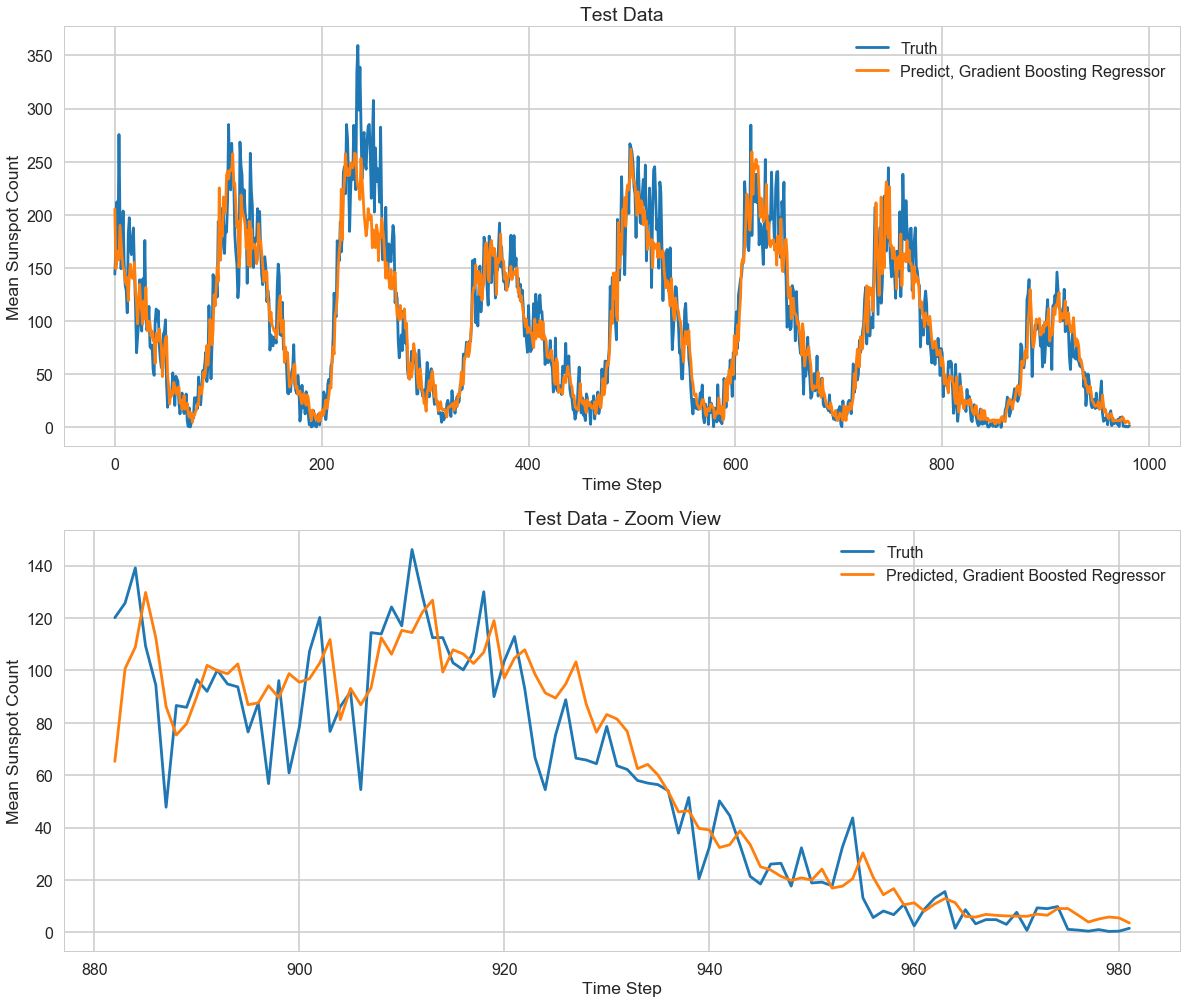 Test Data
Mean Sunspot Count
350
300
250
200
150
100
50
0
Truth
Predict, Gradient Boosting Regressor
0 200 400 600 800 1000
Time Step
Test Data - Zoom View
Mean Sunspot Count
140
120
100
80
60
40
20
0
Truth
Predicted, Gradient Boosted Regressor
880 900 920 940 960 980
Time Step